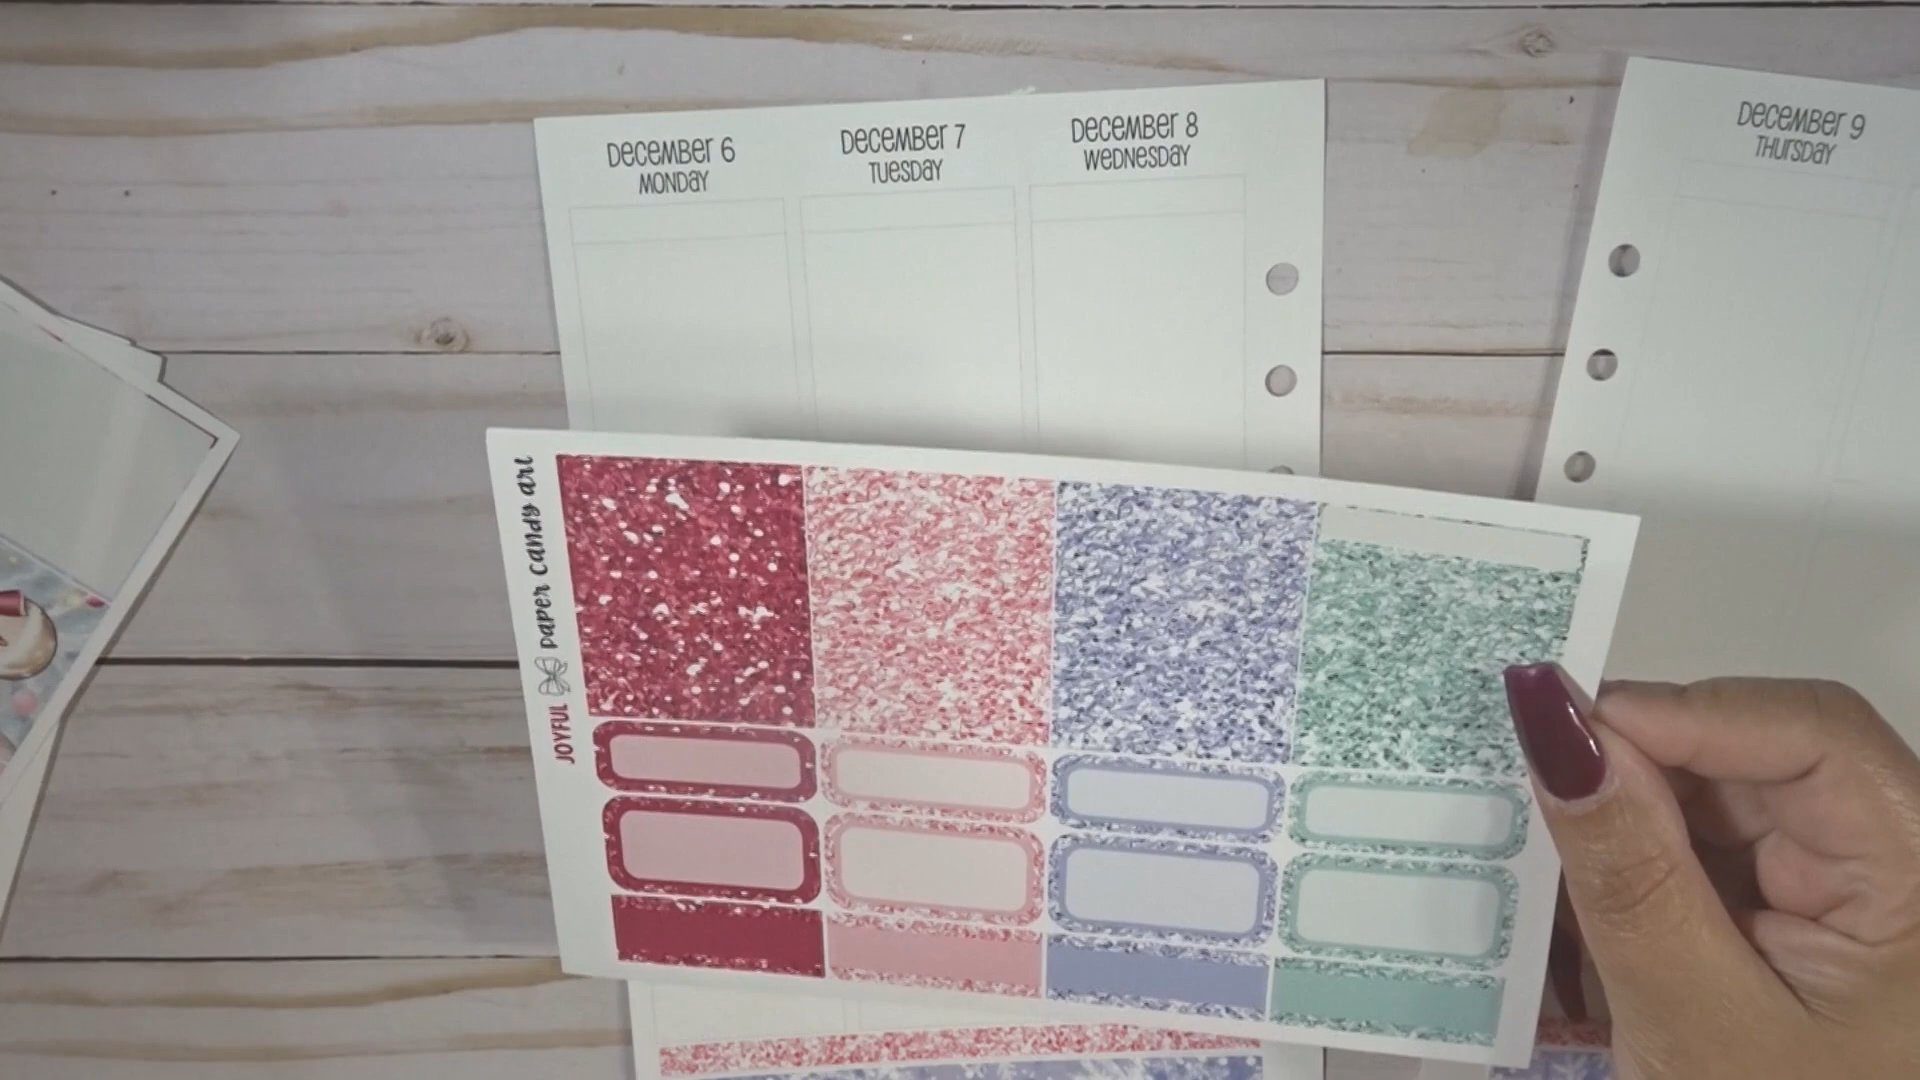 December 6
Monday
December 7
Tuesday
December 8
Wednesday
December 9
Thursday
JOYFUL paper candy art